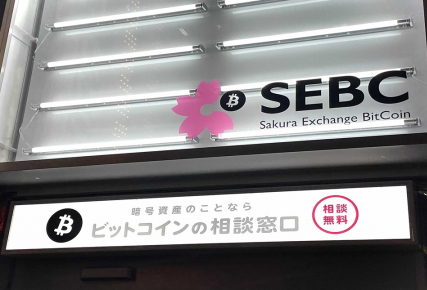 SEBC
Sakura Exchange BitCoin
暗号資産のことなら
ビットコインの相談窓口
相談
無料